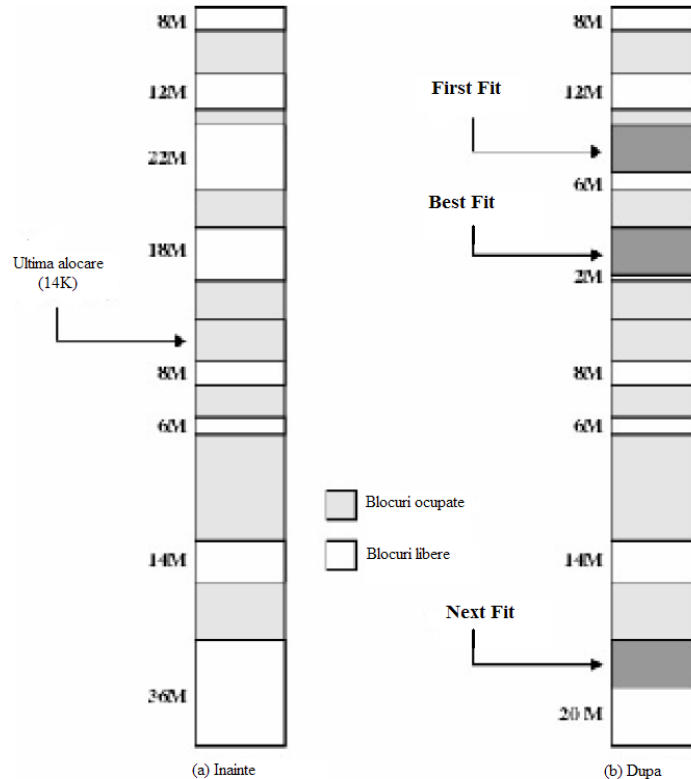 8M
12M
22M
18M
Ultima alocare
(14K)
8M
6M
14M
36M
(a) Inainte
Blocuri ocupate
Blocuri libere
8M
12M
First Fit
6M
Best Fit
2M
8M
6M
14M
Next Fit
20 M
(b) Dupa